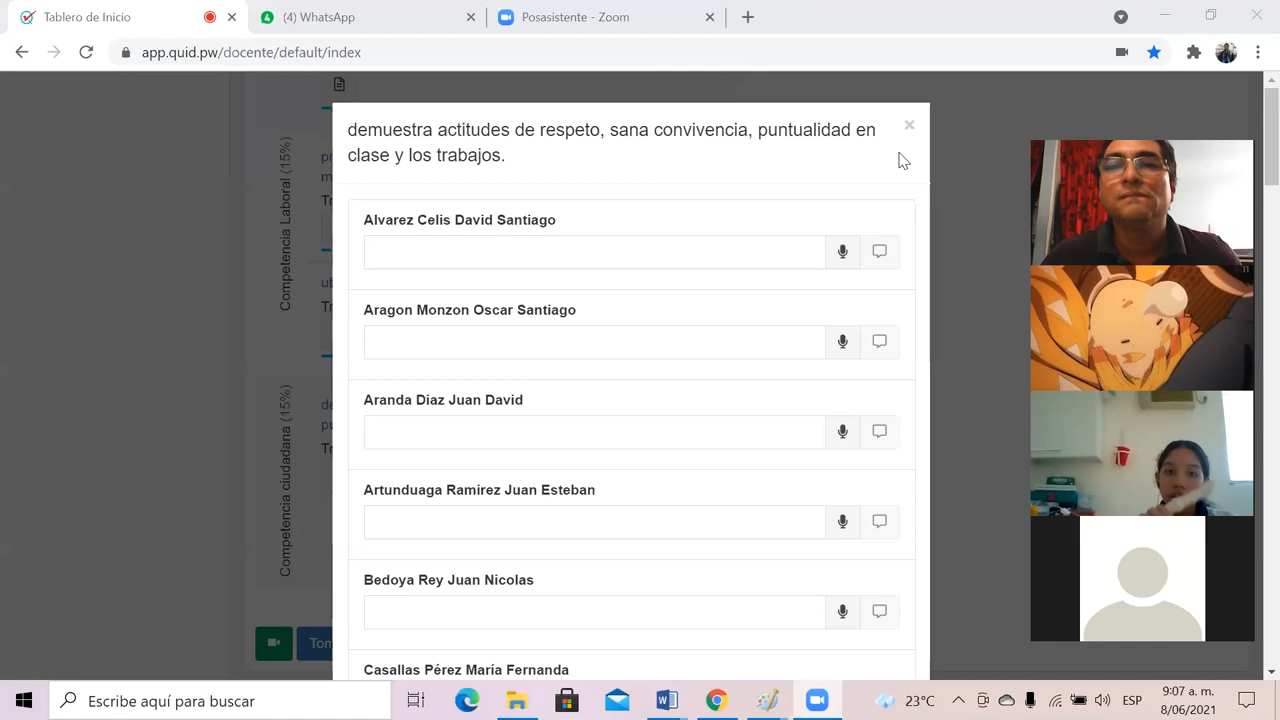 Tablero de Inicio
(4) WhatsApp
Posasistente - Zoom
app.quid.pw/docente/default/index
demuestra actitudes de respeto, sana convivencia, puntualidad en
clase y los trabajos.
Competencia Laboral (15%)
Competencia ciudadana (15%)
Alvarez Celis David Santiago
Aragon Monzon Oscar Santiago
Aranda Diaz Juan David
Artunduaga Ramirez Juan Esteban
Bedoya Rey Juan Nicolas
Casallas Pérez María Fernanda
Escribe aquí para buscar
23°C
ESP
9:07 a. m.
8/06/2021